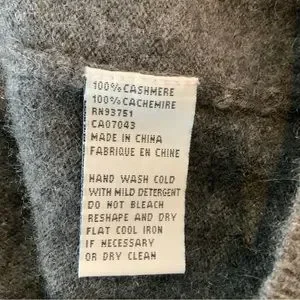 100% CASHMERE
100% CACHEMIRE
RN93751
CA07043
MADE IN CHINA
FABRIQUE EN CHINE
HAND WASH COLD
WITH MILD DETERGENT
DO NOT BLEACH
RESHAPE AND DRY
FLAT COOL IRON
IF NECESSARY
OR DRY CLEAN